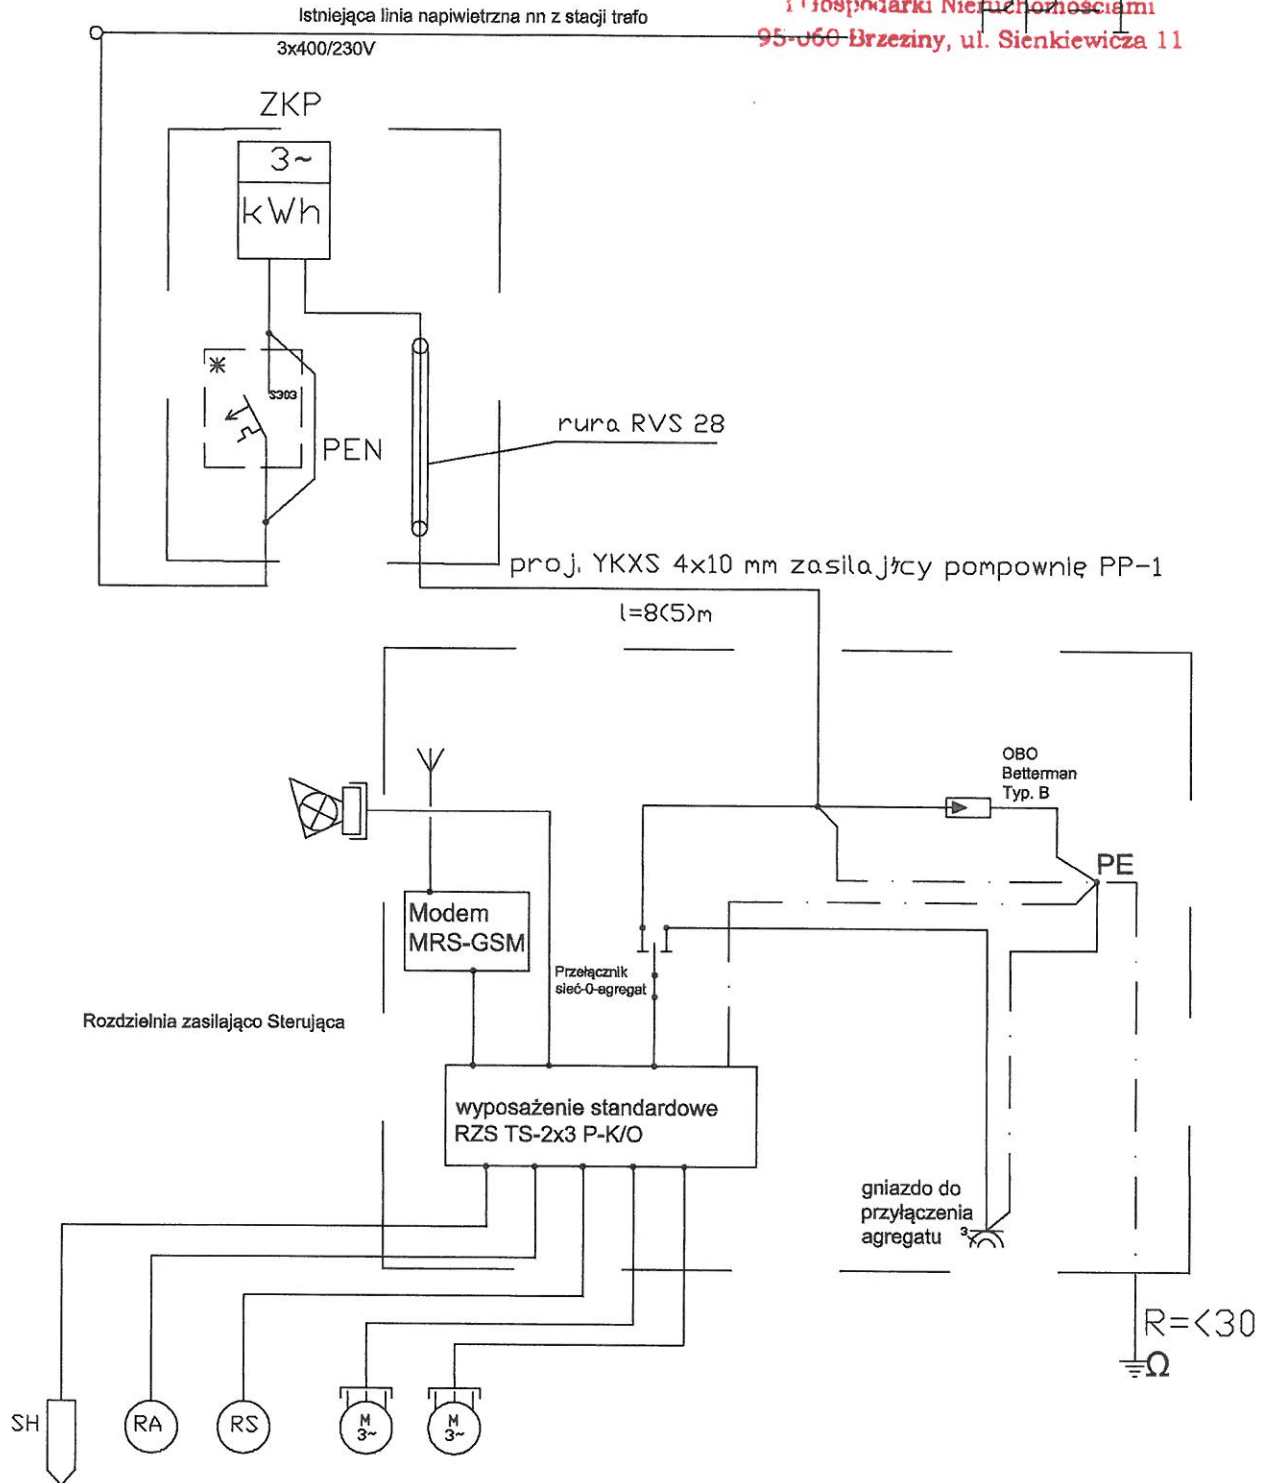 Istniejąca linia napiwietrzna nn z stacji trafo
Nieruchomościami
95-060 Brzeziny, ul. Sienkiewicza 11
3x400/230V
ZKP
3~
kWh
S303
PEN
rura RVS 28
proj. YKXS 4x10 mm zasilający pompownię PP-1
l=8(5)m
OBO
Betterman
Typ. B
PE
Modem
MRS-GSM
Przełącznik
sieć-0-agregat
Rozdzielnia zasilająco Sterująca
wyposażenie standardowe
RZS TS-2x3 P-K/O
gniazdo do
przyłączenia
agregatu
3
R=<30
Ω
SH
RA
RS
M
3~
M
3~